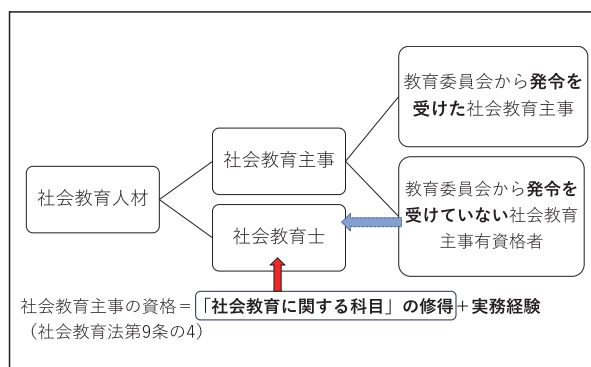 教育委員会から発令を
受けた社会教育主事
社会教育主事
社会教育人材
教育委員会から発令を
受けていない社会教育
主事有資格者
社会教育士
社会教育主事の資格＝「社会教育に関する科目」の修得＋実務経験
（社会教育法第9条の4）